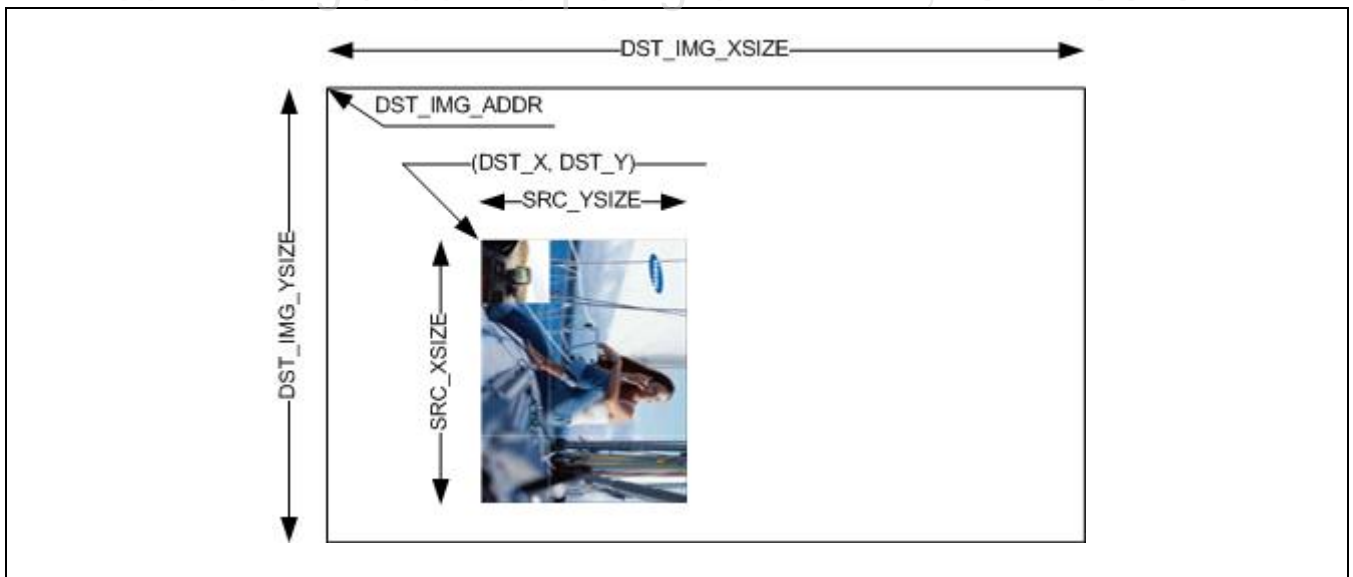 DST_IMG_XSIZE
DST_IMG_ADDR
(DST_X, DST_Y)
SRC_YSIZE
DST_IMG_YSIZE
SRC_XSIZE